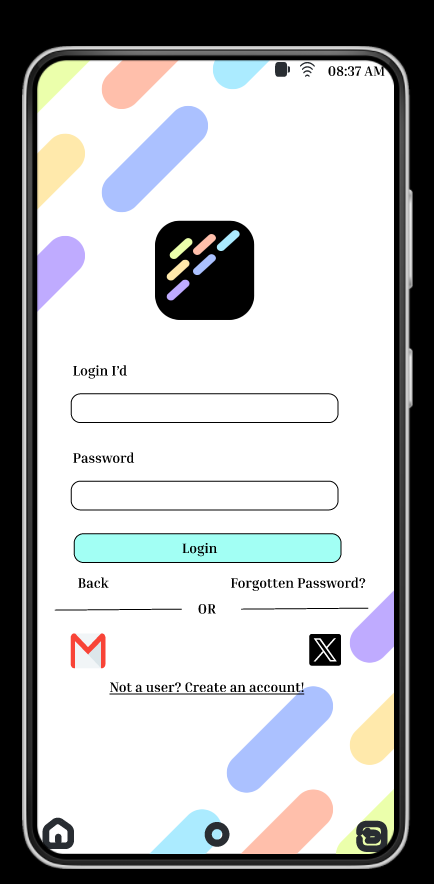 08:37 AM
Login I'd
Password
Login
Back Forgotten Password?
OR
Not a user? Create an account!